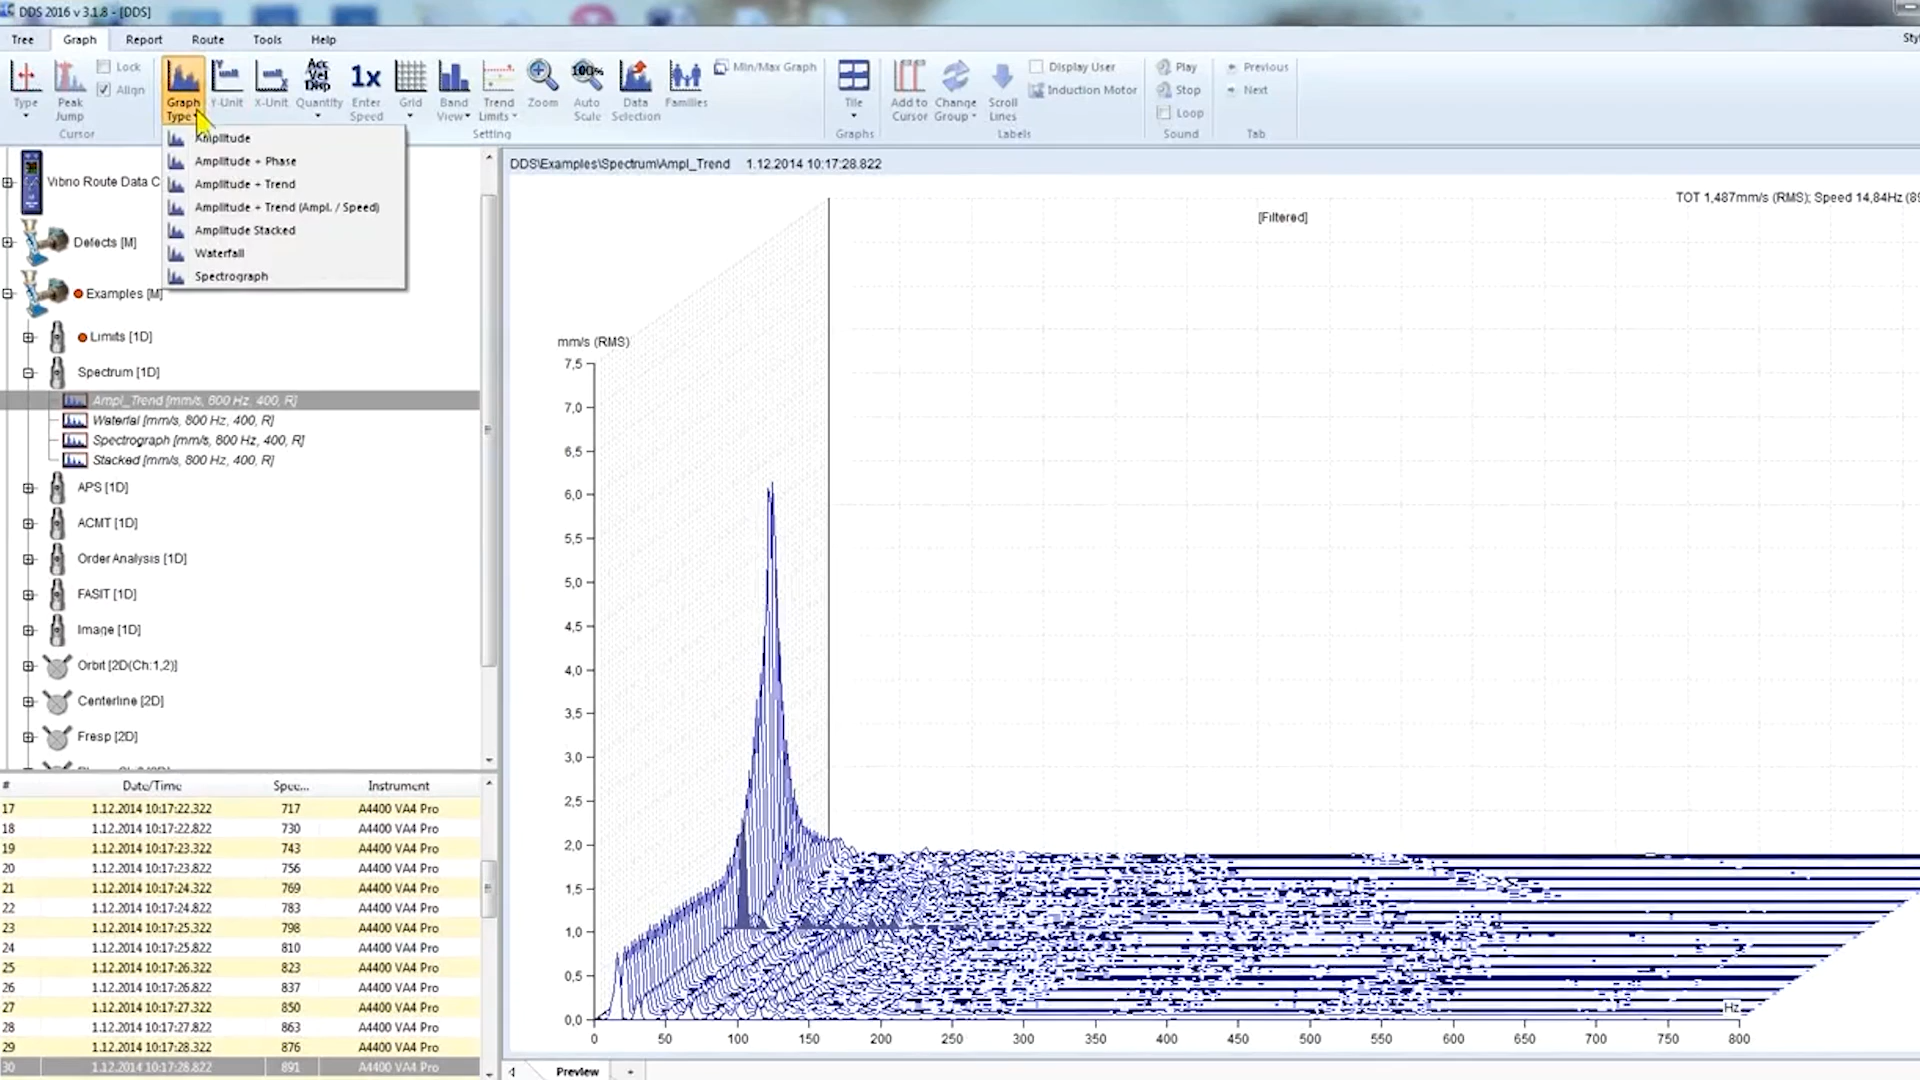 DDS 2016 v 3.1.8 - [DDS]
Tree Graph Report Route Tools Help
Type
Peak Jump
Lock
Align
Cursor
Graph Type
Y-Unit
X-Unit
Acc Vel Disp
Quantity
1x
Enter Speed
Grid
Band View
Trend Limits
Zoom
100%
Auto Scale
Data Selection
Families
Min/Max Graph
Setting
Tile
Graphs
Add to Cursor
Change Group
Scroll Lines
Display User
Induction Motor
Labels
Play
Stop
Loop
Sound
Previous
Next
Tab
Amplitude
Amplitude + Phase
Amplitude + Trend
Amplitude + Trend (Ampl. / Speed)
Amplitude Stacked
Waterfall
Spectrograph
Vibno Route Data C
Defects [M]
Examples [M]
Limits [1D]
Spectrum [1D]
Ampl_Trend [mm/s, 800 Hz, 400, R]
Waterfal [mm/s, 800 Hz, 400, R]
Spectrograph [mm/s, 800 Hz, 400, R]
Stacked [mm/s, 800 Hz, 400, R]
APS [1D]
ACMT [1D]
Order Analysis [1D]
FASIT [1D]
Image [1D]
Orbit [2D(Ch:1,2)]
Centerline [2D]
Fresp [2D]
# Date/Time Spee... Instrument
17 1.12.2014 10:17:22.322 717 A4400 VA4 Pro
18 1.12.2014 10:17:22.822 730 A4400 VA4 Pro
19 1.12.2014 10:17:23.322 743 A4400 VA4 Pro
20 1.12.2014 10:17:23.822 756 A4400 VA4 Pro
21 1.12.2014 10:17:24.322 769 A4400 VA4 Pro
22 1.12.2014 10:17:24.822 783 A4400 VA4 Pro
23 1.12.2014 10:17:25.322 798 A4400 VA4 Pro
24 1.12.2014 10:17:25.822 810 A4400 VA4 Pro
25 1.12.2014 10:17:26.322 823 A4400 VA4 Pro
26 1.12.2014 10:17:26.822 837 A4400 VA4 Pro
27 1.12.2014 10:17:27.322 850 A4400 VA4 Pro
28 1.12.2014 10:17:27.822 863 A4400 VA4 Pro
29 1.12.2014 10:17:28.322 876 A4400 VA4 Pro
30 1.12.2014 10:17:28.822 891 A4400 VA4 Pro
DDS\Examples\Spectrum\Ampl_Trend 1.12.2014 10:17:28.822
TOT 1,487mm/s (RMS); Speed 14,84Hz (89
[Filtered]
mm/s (RMS)
7,5
7,0
6,5
6,0
5,5
5,0
4,5
4,0
3,5
3,0
2,5
2,0
1,5
1,0
0,5
0,0
Hz
0 50 100 150 200 250 300 350 400 450 500 550 600 650 700 750 800
Preview +